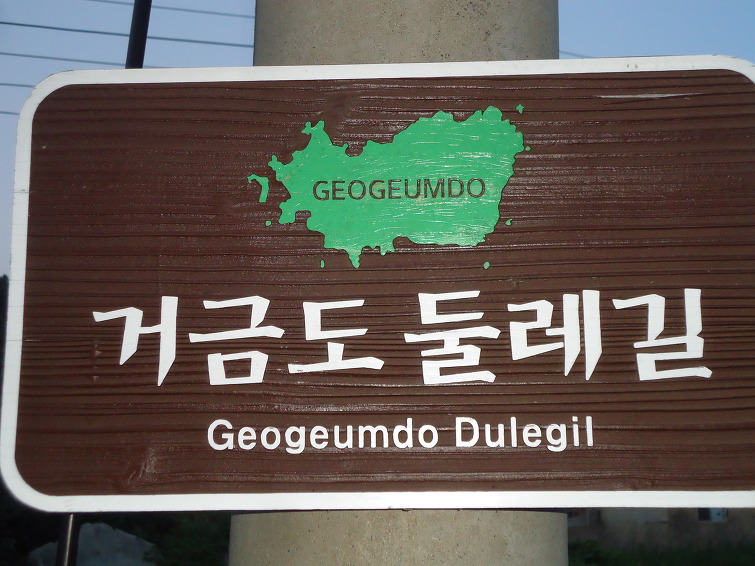 GEOGEUMDO
거금도 둘레길
Geogeumdo Dulegil